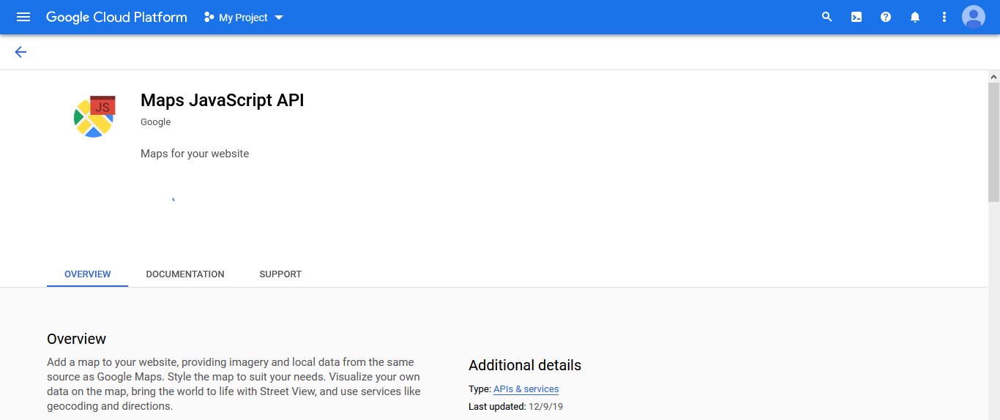 Google Cloud Platform My Project
JS
Maps JavaScript API
Google
Maps for your website
OVERVIEW DOCUMENTATION SUPPORT
Overview
Add a map to your website, providing imagery and local data from the same
source as Google Maps. Style the map to suit your needs. Visualize your own
data on the map, bring the world to life with Street View, and use services like
geocoding and directions.
Additional details
Type: APIs & services
Last updated: 12/9/19